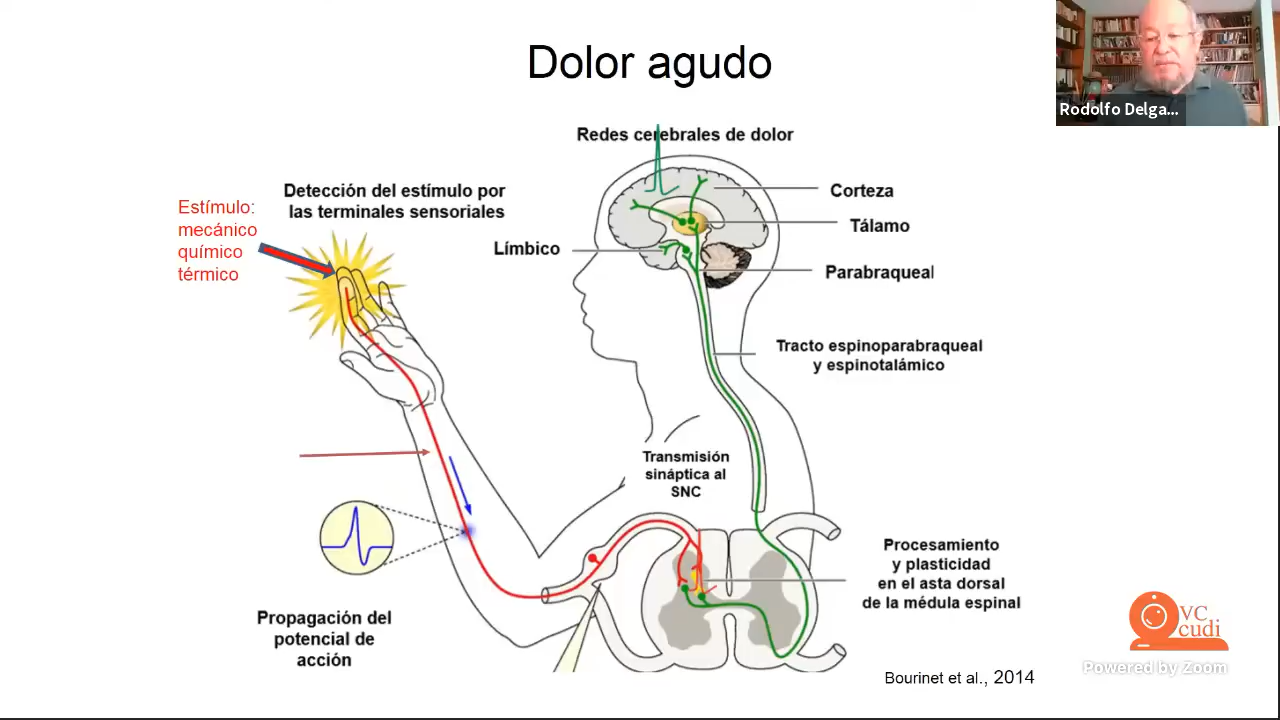 Dolor agudo
Rodolfo Delga...
Redes cerebrales de dolor
Detección del estímulo por
las terminales sensoriales
Estímulo:
mecánico
químico
térmico
Límbico
Corteza
Tálamo
Parabraqueal
Tracto espinoparabraqueal
y espinotalámico
Transmisión
sináptica al
SNC
Procesamiento
y plasticidad
en el asta dorsal
de la médula espinal
Propagación del
potencial de
acción
VC
cudi
Powered by Zoom
Bourinet et al., 2014